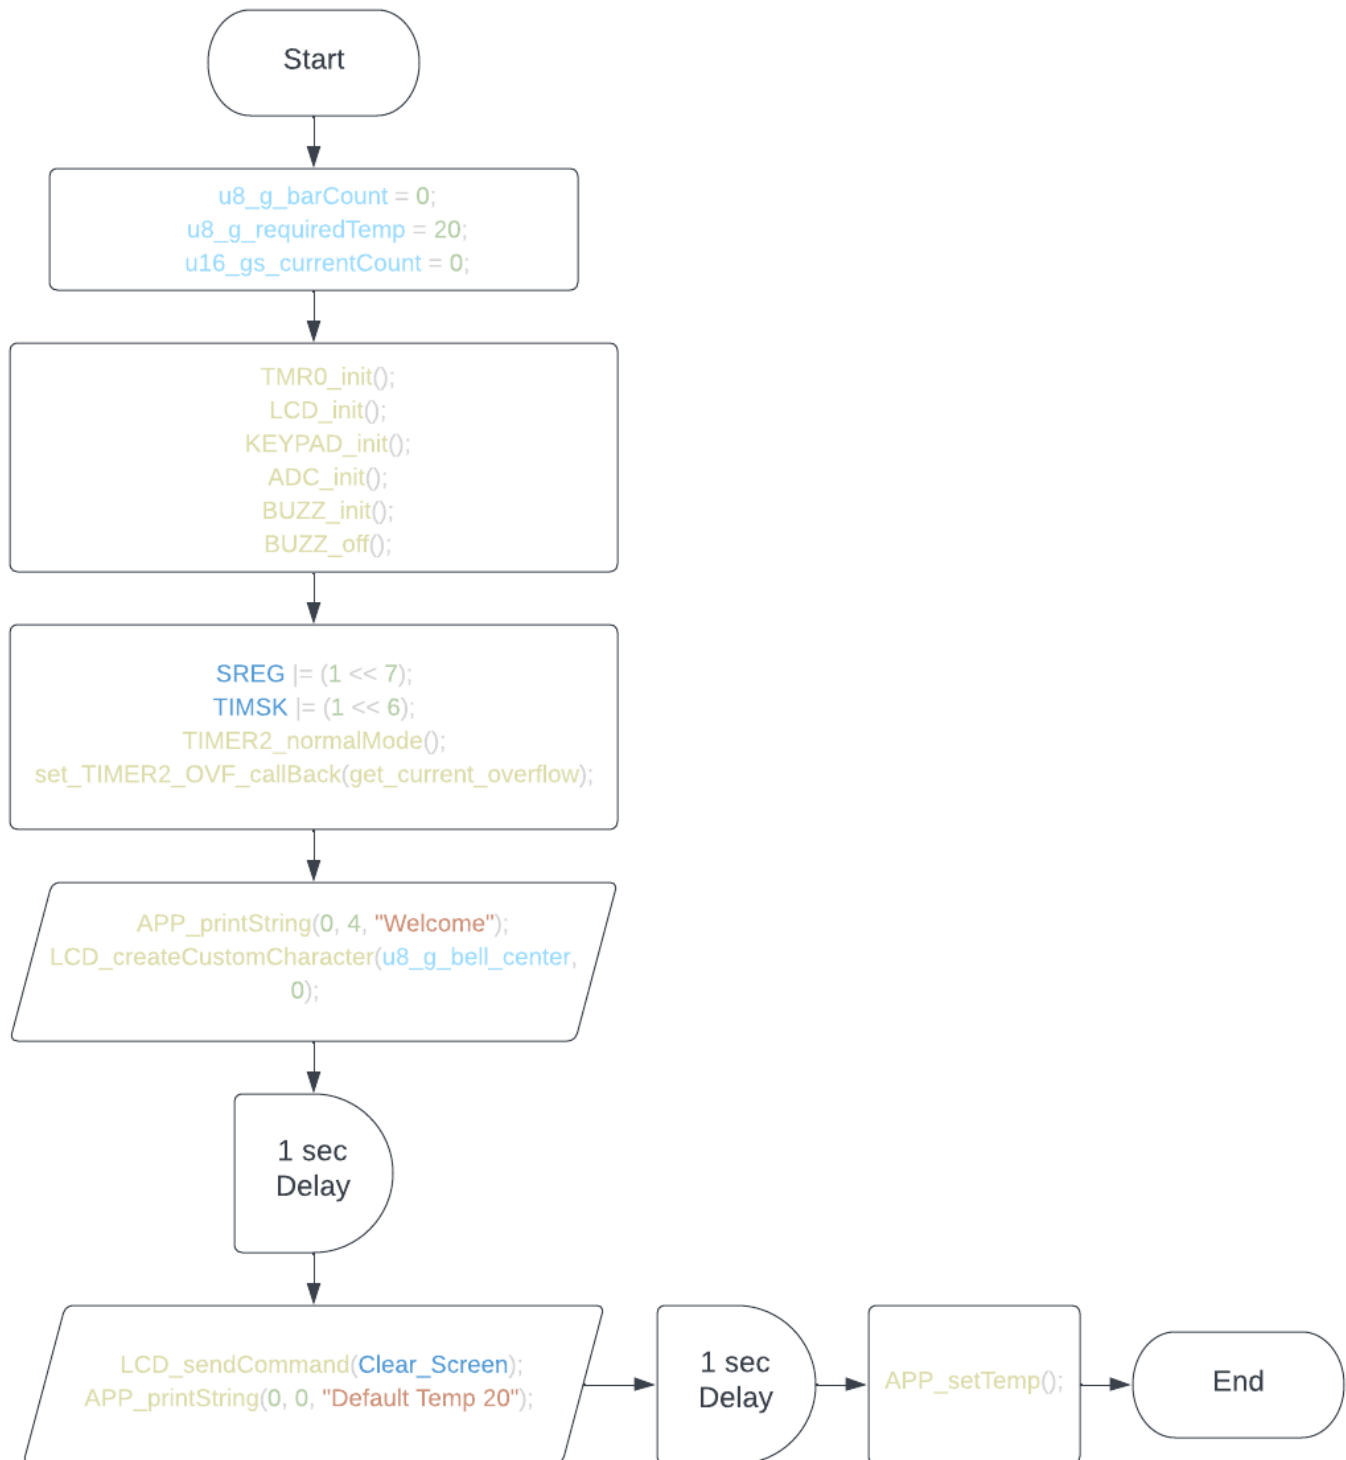 Start
u8_g_barCount = 0;
u8_g_requiredTemp = 20;
u16_gs_currentCount = 0;
TMR0_init();
LCD_init();
KEYPAD_init();
ADC_init();
BUZZ_init();
BUZZ_off();
SREG |= (1 << 7);
TIMSK |= (1 << 6);
TIMER2_normalMode();
set_TIMER2_OVF_callBack(get_current_overflow);
APP_printString(0, 4, "Welcome");
LCD_createCustomCharacter(u8_g_bell_center,
0);
1 sec
Delay
LCD_sendCommand(Clear_Screen);
APP_printString(0, 0, "Default Temp 20");
1 sec
Delay
APP_setTemp();
End